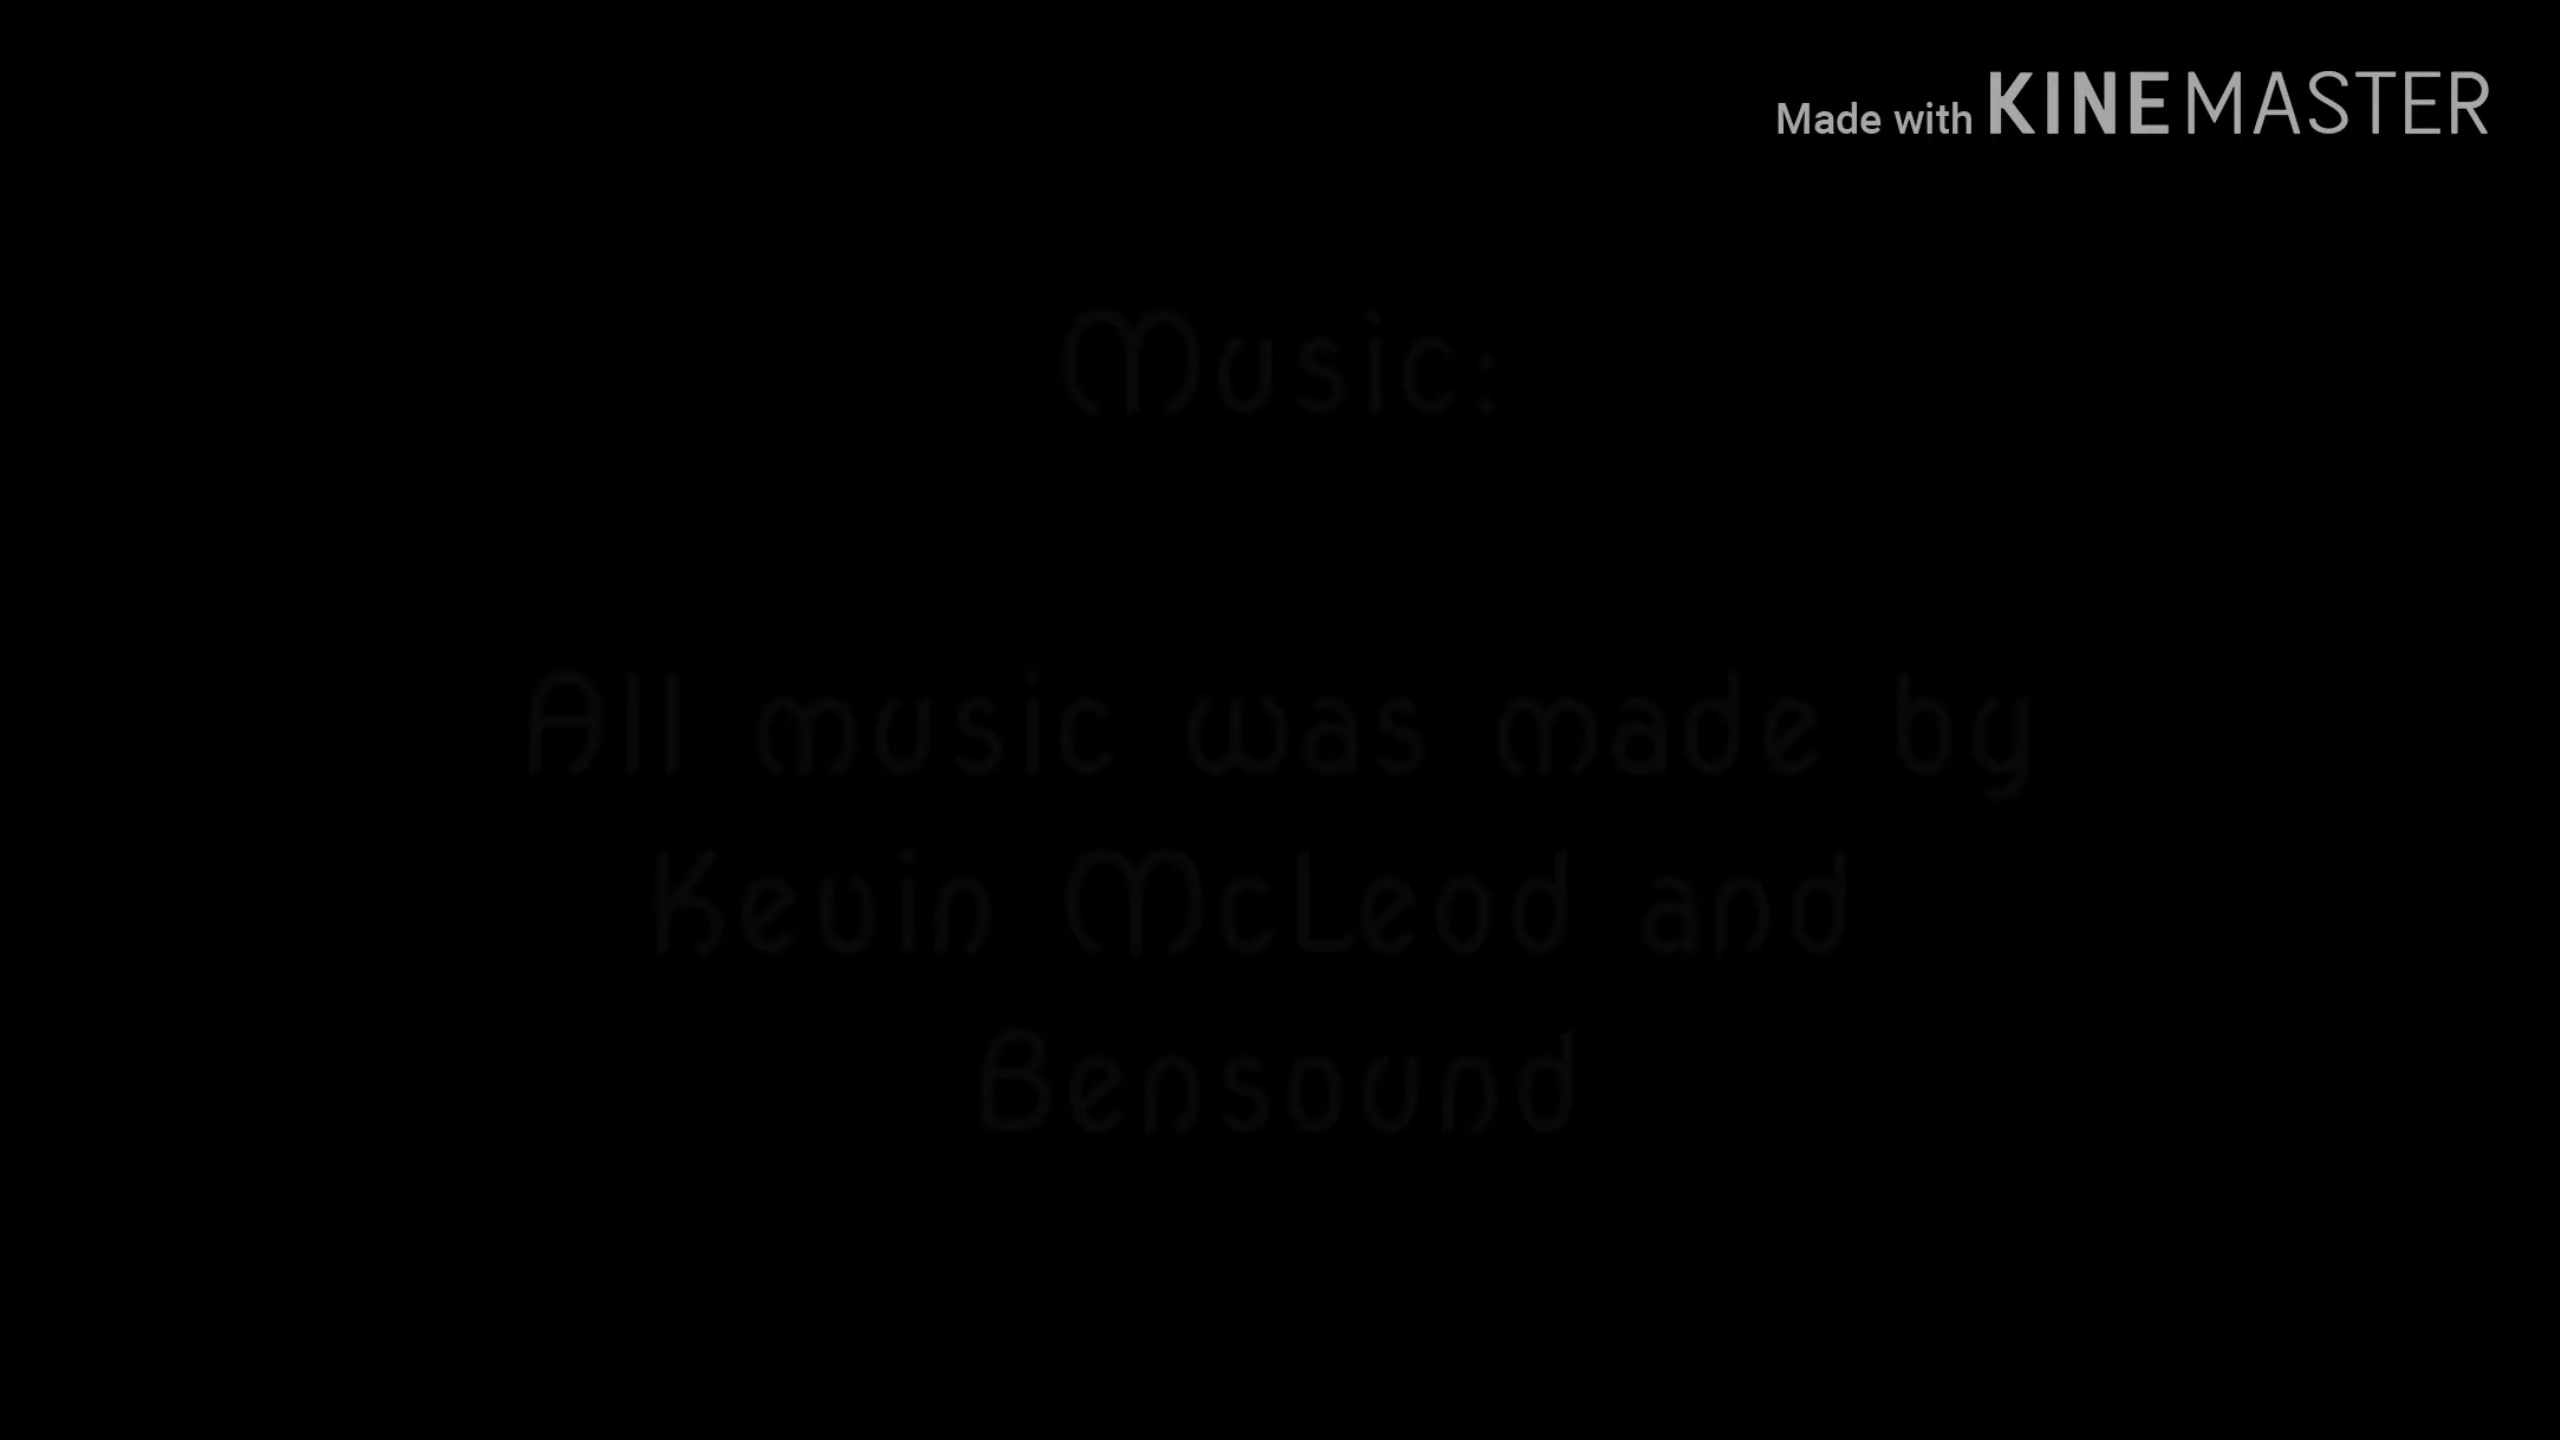 Made with KINEMASTER
Music:
All music was made by
Kevin McLeod and
Bensound